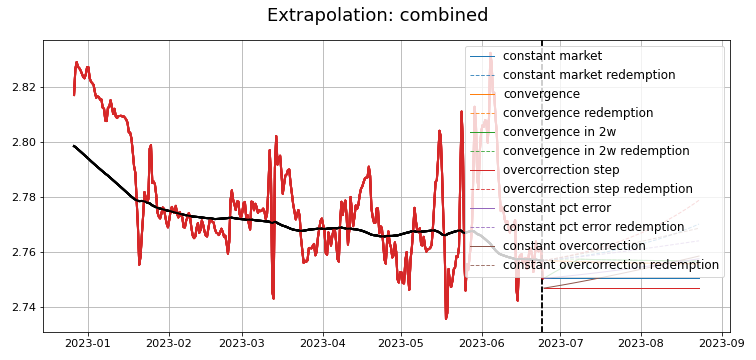 Extrapolation: combined
2.82
2.80
2.78
2.76
2.74
constant market
constant market redemption
convergence
convergence redemption
convergence in 2w
convergence in 2w redemption
overcorrection step
overcorrection step redemption
constant pct error
constant pct error redemption
constant overcorrection
constant overcorrection redemption
2023-01
2023-02
2023-03
2023-04
2023-05
2023-06
2023-07
2023-08
2023-09